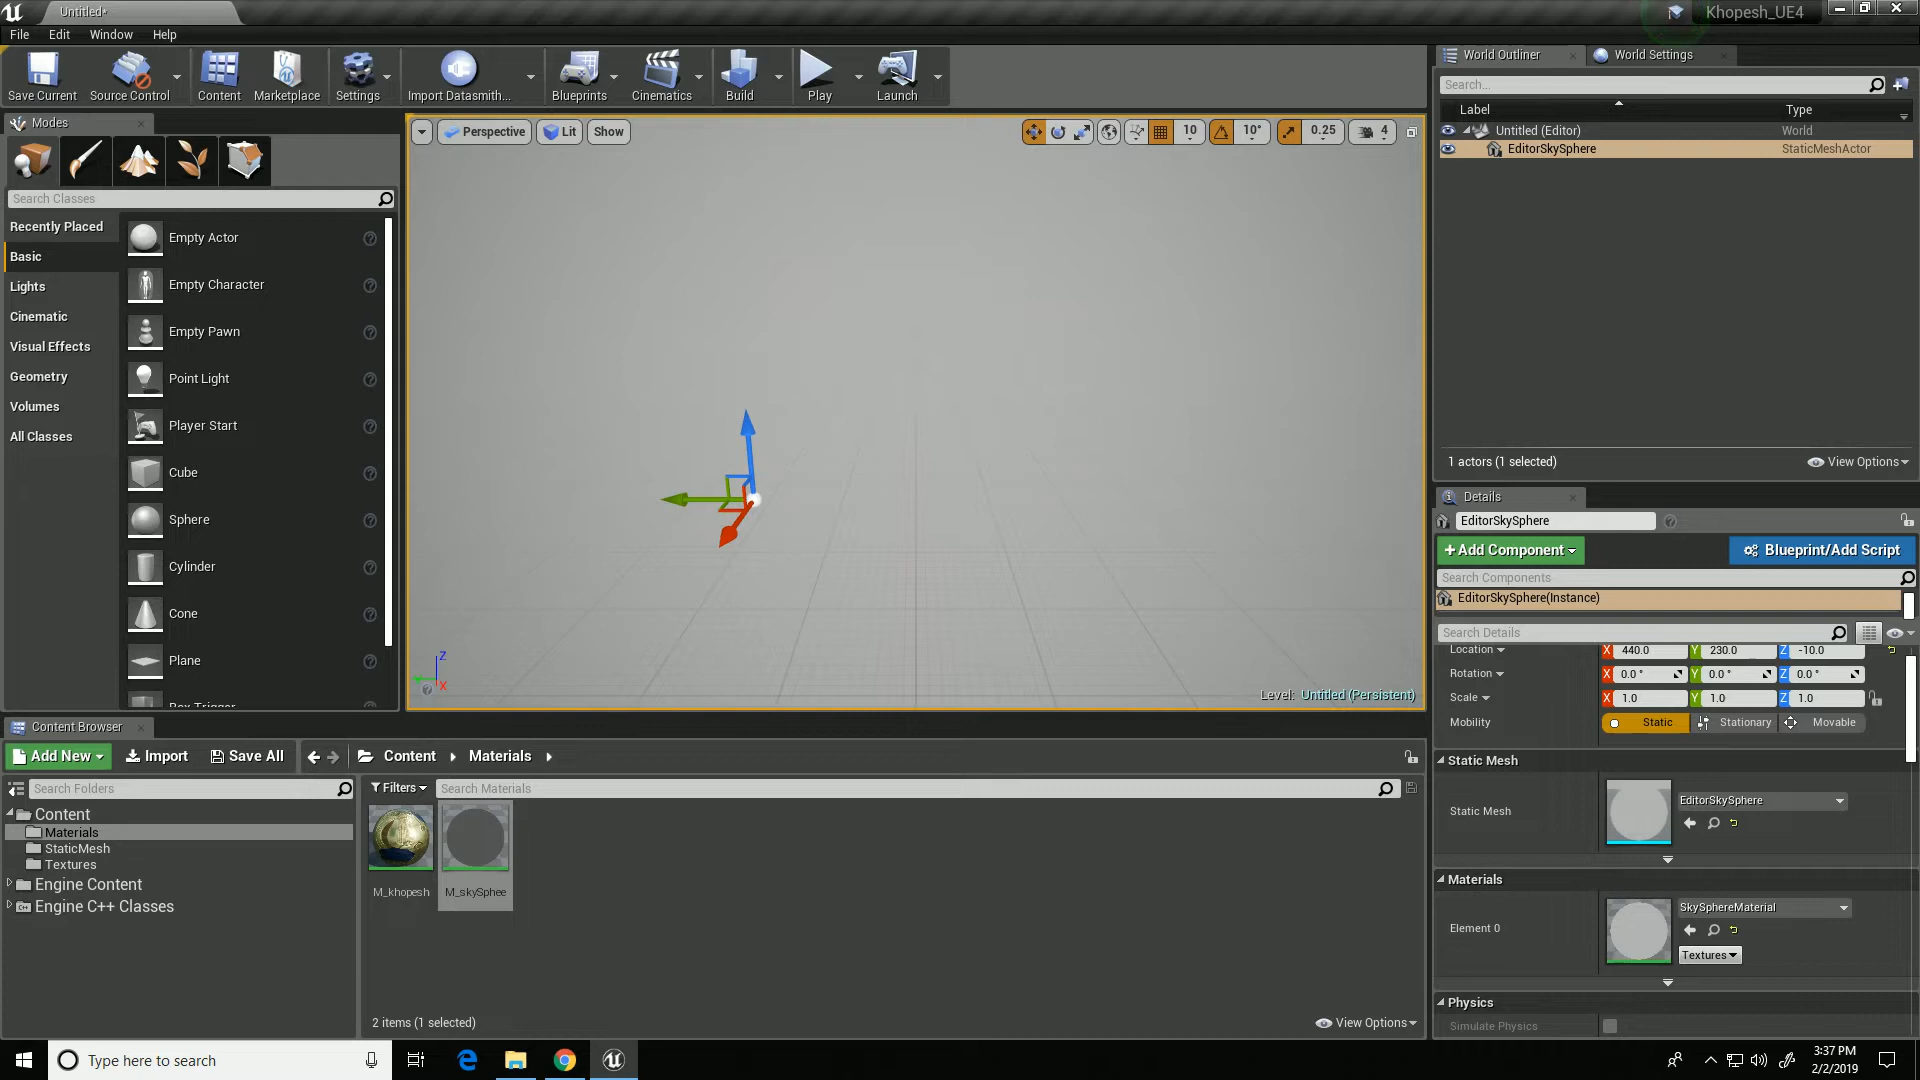 Untitled*
Khopesh_UE4
File Edit Window Help
Save Current
Source Control
Content
Marketplace
Settings
Import Datasmith...
Blueprints
Cinematics
Build
Play
Launch
Modes
Search Classes
Recently Placed
Basic
Lights
Cinematic
Visual Effects
Geometry
Volumes
All Classes
Empty Actor
Empty Character
Empty Pawn
Point Light
Player Start
Cube
Sphere
Cylinder
Cone
Plane
Box Trigger
Perspective
Lit
Show
10
10°
0.25
4
Z
X
Level: Untitled (Persistent)
World Outliner
World Settings
Search...
Label Type
Untitled (Editor) World
EditorSkySphere StaticMeshActor
1 actors (1 selected)
View Options
Details
EditorSkySphere
+Add Component
Blueprint/Add Script
Search Components
EditorSkySphere(Instance)
Search Details
Location X 440.0 Y 230.0 Z -10.0
Rotation X 0.0 ° Y 0.0 ° Z 0.0 °
Scale X 1.0 Y 1.0 Z 1.0
Mobility Static Stationary Movable
Static Mesh
Static Mesh
EditorSkySphere
Materials
Element 0
SkySphereMaterial
Textures
Physics
Simulate Physics
Content Browser
Add New
Import
Save All
Content
Materials
Search Folders
Content
Materials
StaticMesh
Textures
Engine Content
Engine C++ Classes
Filters
Search Materials
M_khopesh
M_skySphee
2 items (1 selected)
View Options
Type here to search
3:37 PM
2/2/2019